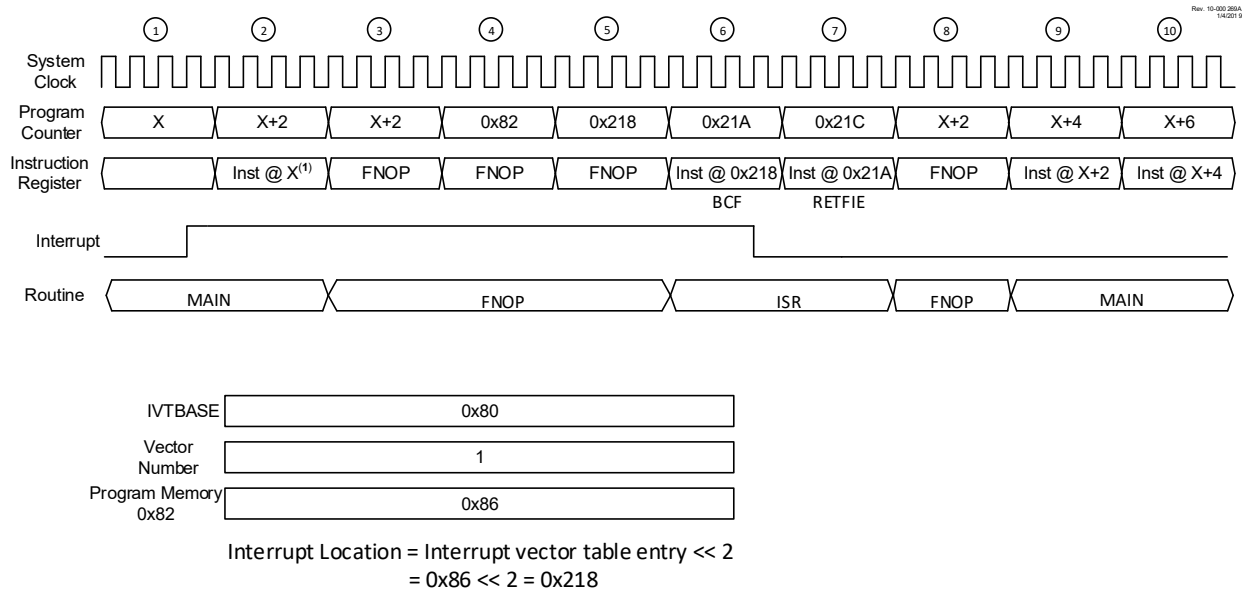 Rev. 10-000 269A
1/4/201 9
1 2 3 4 5 6 7 8 9 10
System
Clock
Program
Counter
X X+2 X+2 0x82 0x218 0x21A 0x21C X+2 X+4 X+6
Instruction
Register
Inst @ X(1) FNOP FNOP FNOP Inst @ 0x218 Inst @ 0x21A FNOP Inst @ X+2 Inst @ X+4
BCF RETFIE
Interrupt
Routine MAIN FNOP ISR FNOP MAIN
IVTBASE 0x80
Vector
Number
1
Program Memory
0x82
0x86
Interrupt Location = Interrupt vector table entry << 2
= 0x86 << 2 = 0x218